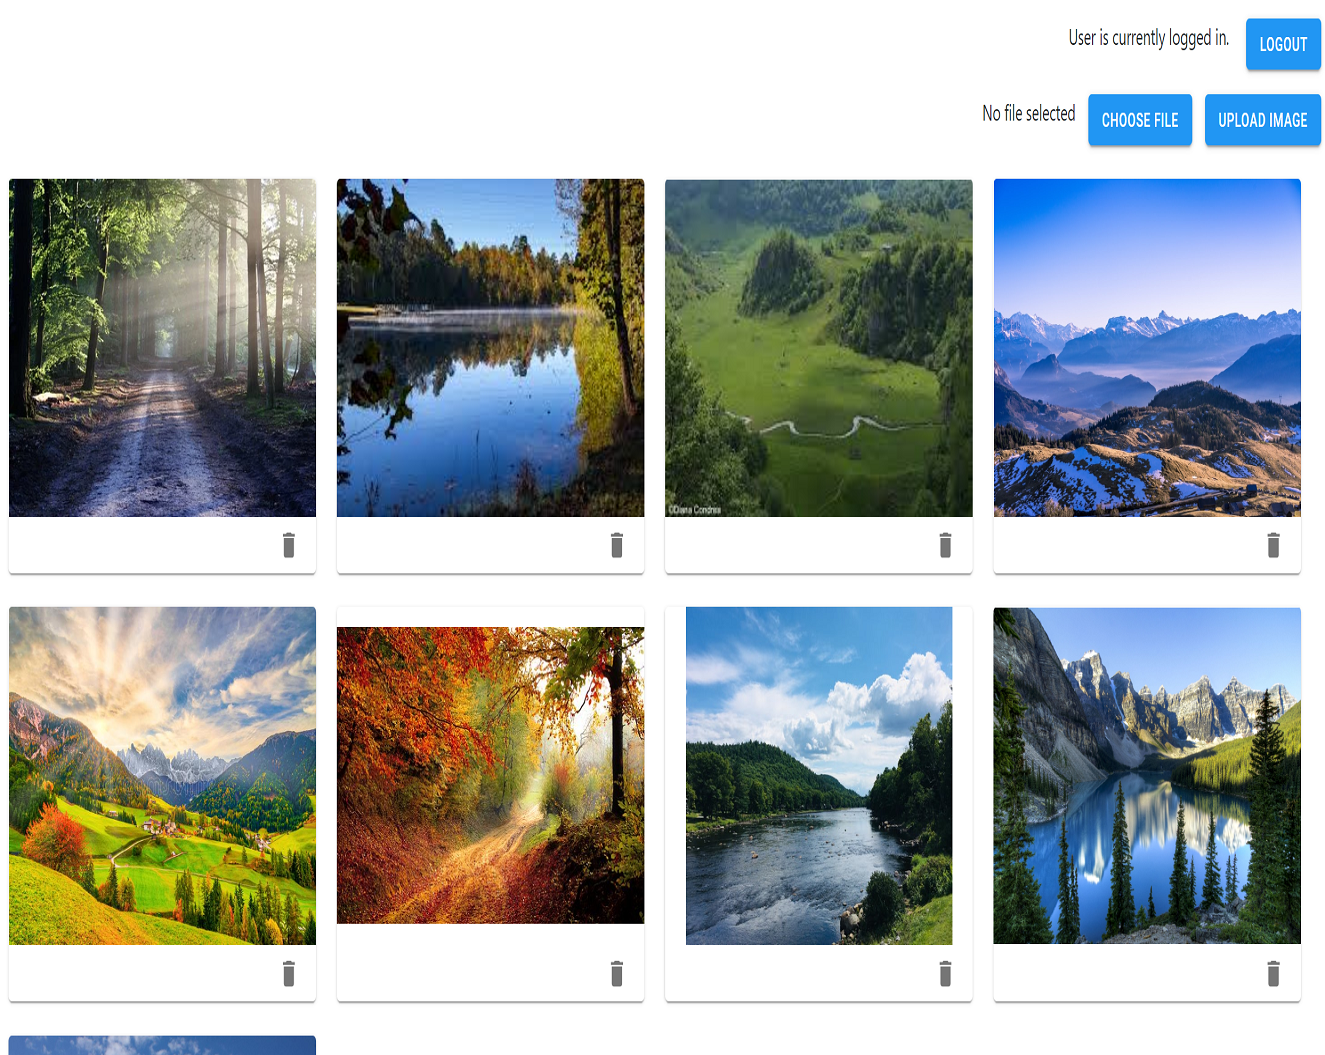 User is currently logged in.
LOGOUT
No file selected
CHOOSE FILE
UPLOAD IMAGE
©Diana Condrea